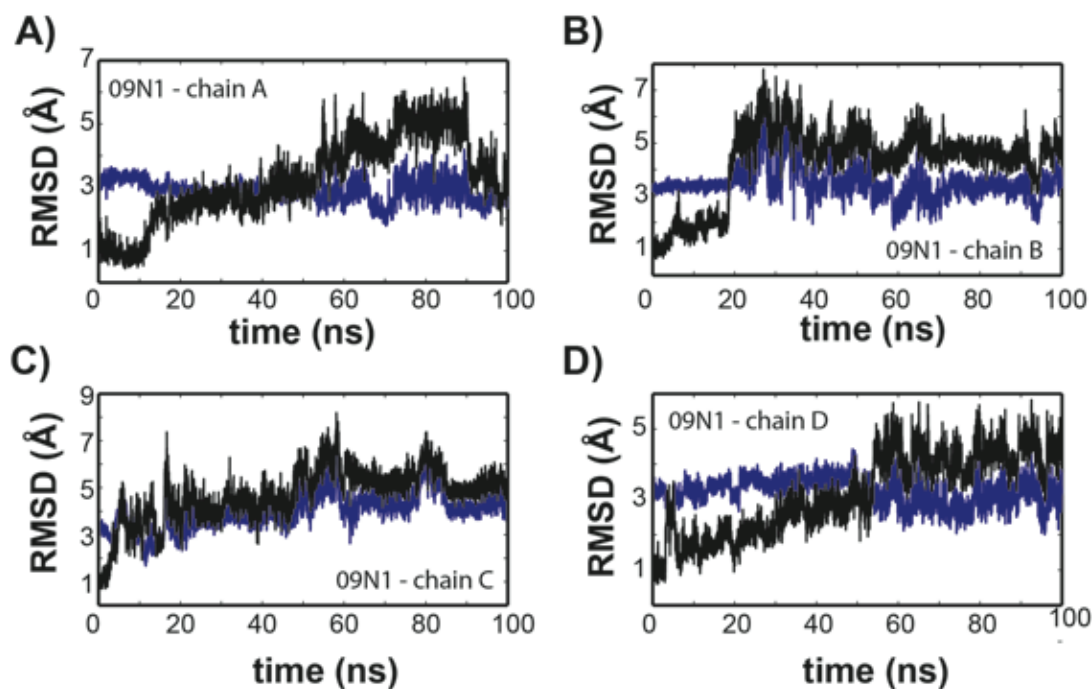 A)
7
5
3
1
RMSD (Å)
09N1 - chain A
0 20 40 60 80 100
time (ns)
B)
7
5
3
1
RMSD (Å)
09N1 - chain B
0 20 40 60 80 100
time (ns)
C)
9
7
5
3
1
RMSD (Å)
09N1 - chain C
0 20 40 60 80 100
time (ns)
D)
5
3
1
RMSD (Å)
09N1 - chain D
0 20 40 60 80 100
time (ns)